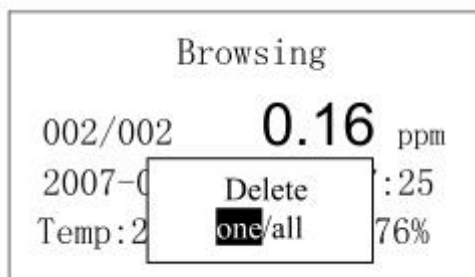 Browsing
002/002 0.16 ppm
2007-0 :25
Delete
Temp:2 76%
one/all